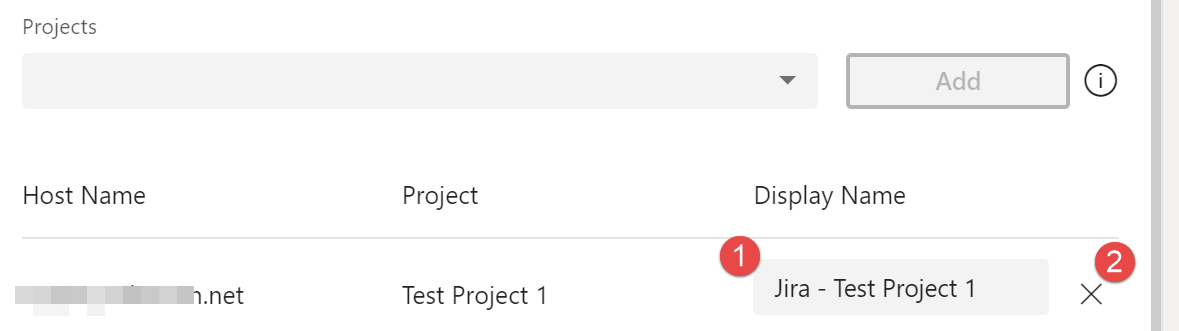 Projects
Add i
Host Name Project Display Name
1 2
.net Test Project 1 Jira - Test Project 1